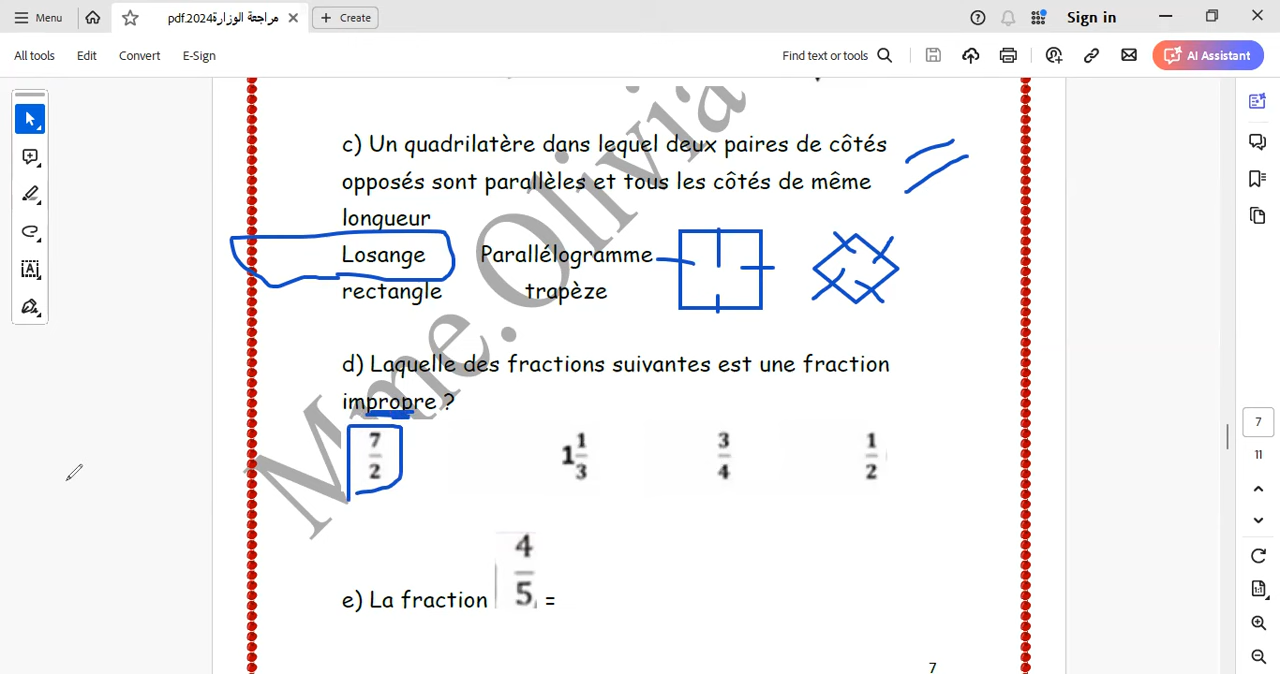 Menu
مراجعة الوزارة2024.pdf
Create
Sign in
All tools Edit Convert E-Sign
Find text or tools
AI Assistant
c) Un quadrilatère dans lequel deux paires de côtés
opposés sont parallèles et tous les côtés de même
longueur
Losange Parallélogramme
rectangle trapèze
d) Laquelle des fractions suivantes est une fraction
impropre ?
7/2 1 1/3 3/4 1/2
e) La fraction 4/5 =
7
Mme.Olivia
7
11